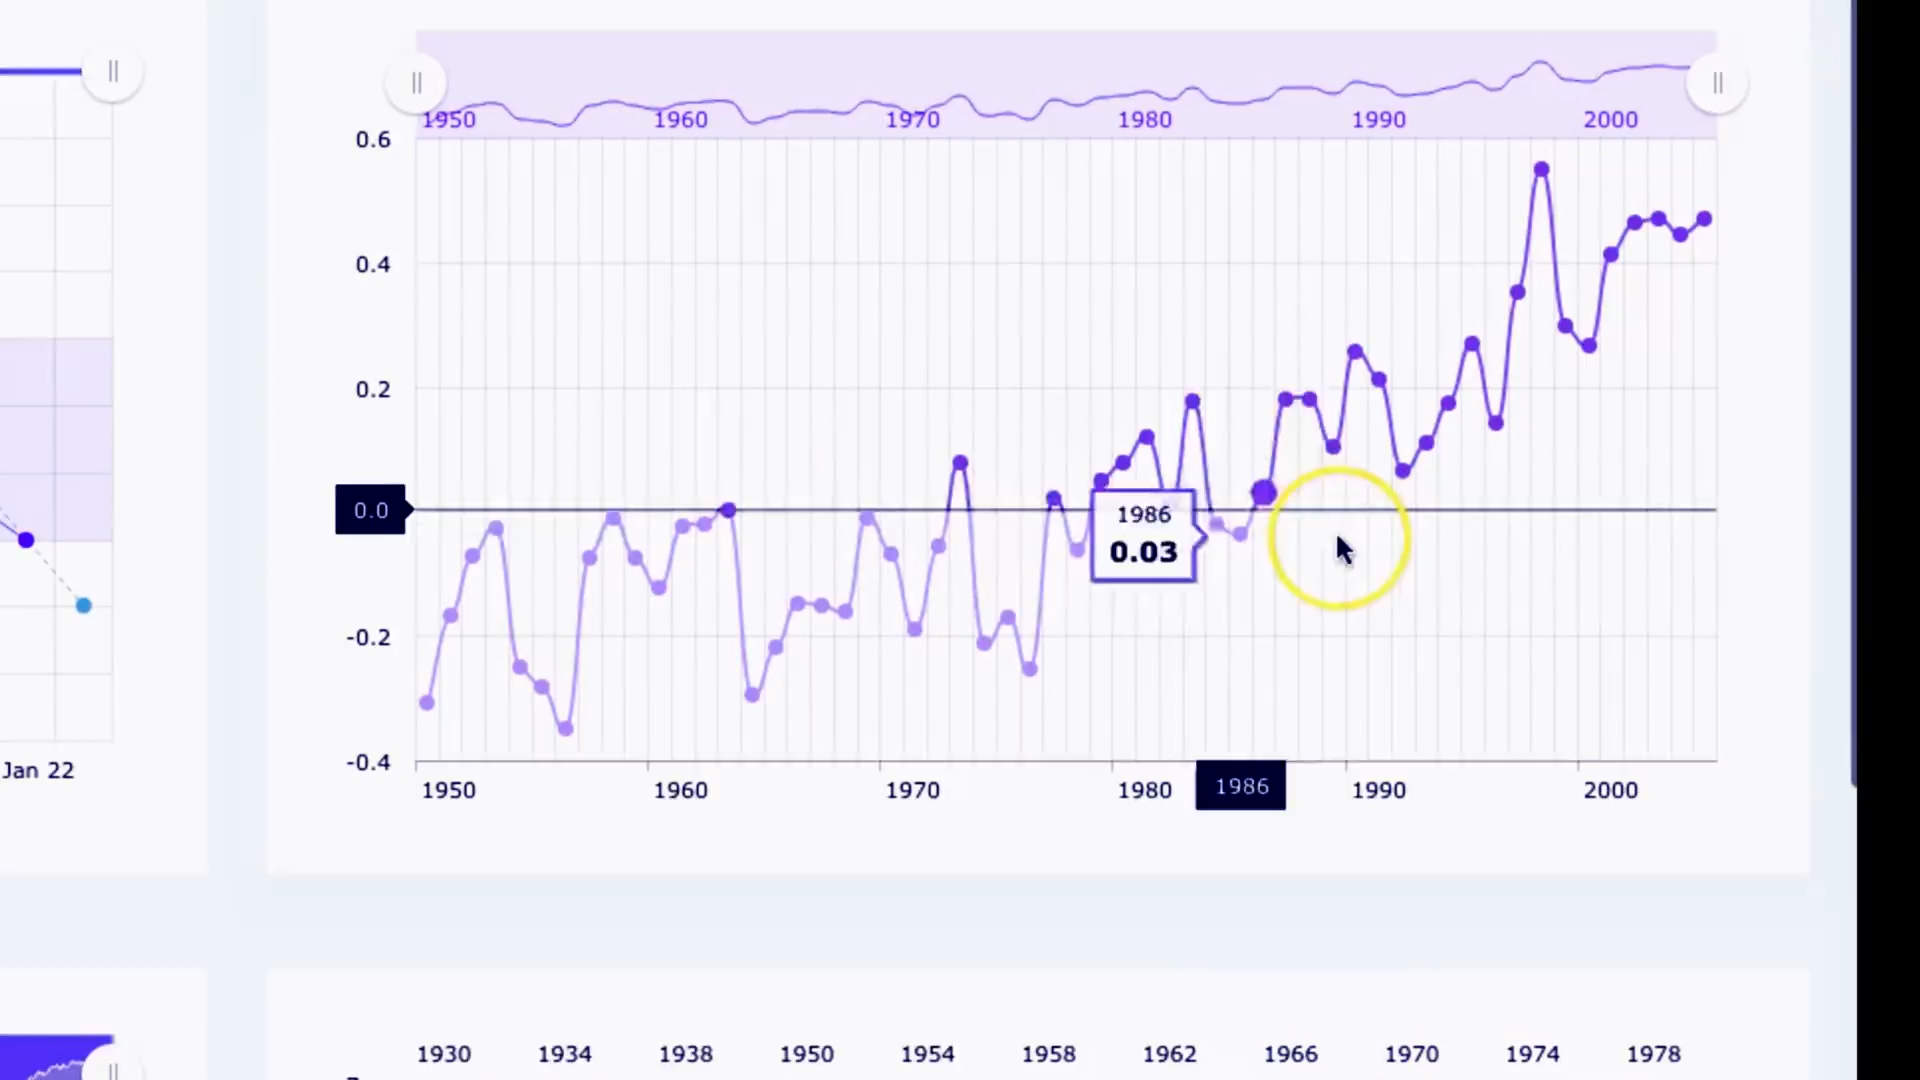 1950 1960 1970 1980 1990 2000
0.6
0.4
0.2
0.0
-0.2
-0.4
1986
0.03
1950 1960 1970 1980 1986 1990 2000
Jan 22
1930 1934 1938 1950 1954 1958 1962 1966 1970 1974 1978